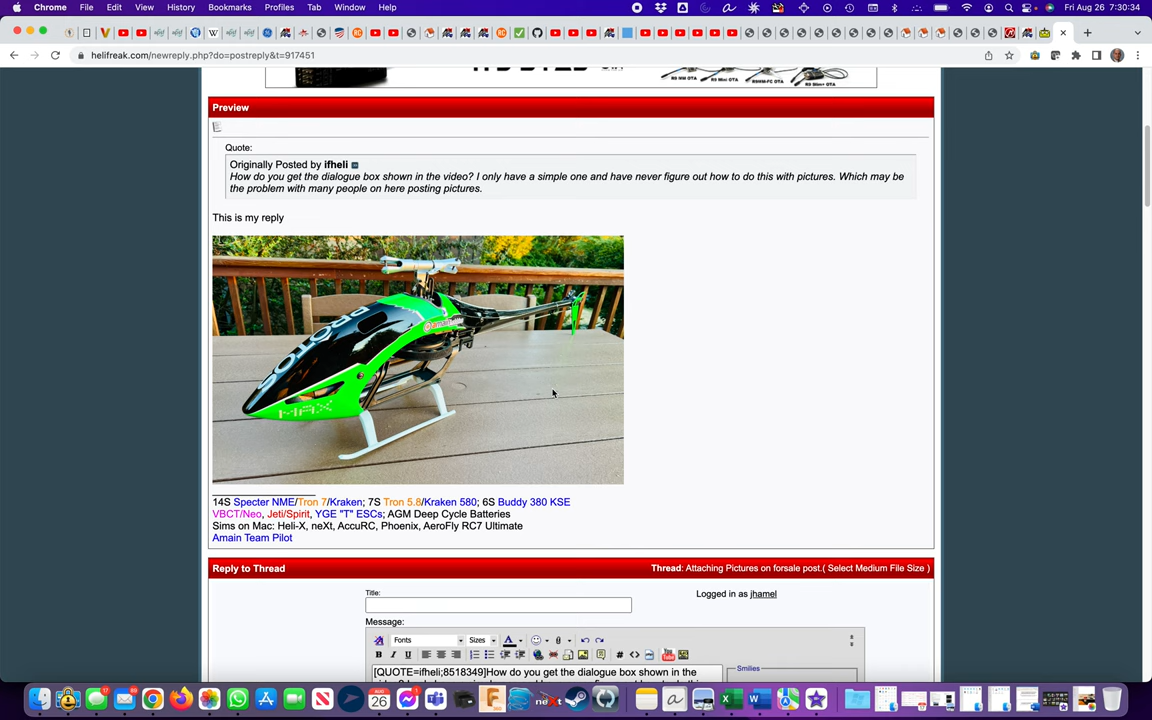 Chrome File Edit View History Bookmarks Profiles Tab Window Help Fri Aug 26 7:30:34
helifreak.com/newreply.php?do=postreply&t=917451
Preview
Quote:
Originally Posted by ifheli
How do you get the dialogue box shown in the video? I only have a simple one and have never figure out how to do this with pictures. Which may be
the problem with many people on here posting pictures.
This is my reply
PROTOS
MAX
14S Specter NME/Tron 7/Kraken; 7S Tron 5.8/Kraken 580; 6S Buddy 380 KSE
VBCT/Neo, Jeti/Spirit, YGE "T" ESCs; AGM Deep Cycle Batteries
Sims on Mac: Heli-X, neXt, AccuRC, Phoenix, AeroFly RC7 Ultimate
Amain Team Pilot
Reply to Thread Thread: Attaching Pictures on forsale post.( Select Medium File Size )
Title: Logged in as jhamel
Message:
Fonts Sizes A
B I U
[QUOTE=ifheli;8518349]How do you get the dialogue box shown in the Smilies